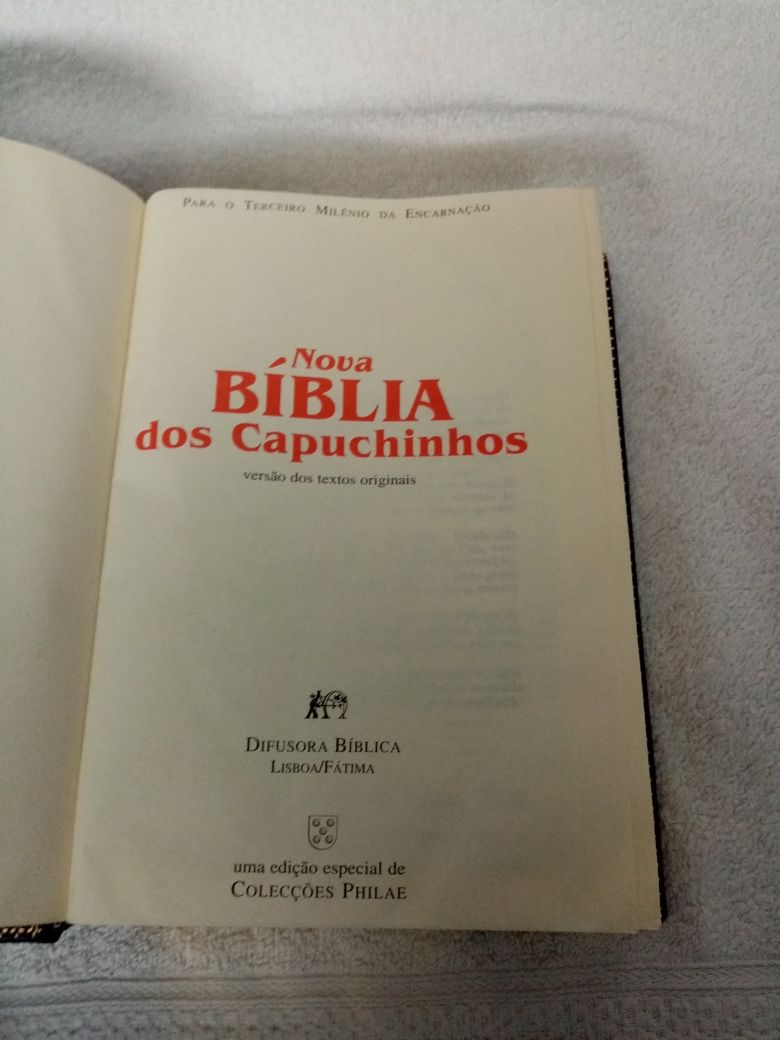 PARA O TERCEIRO MILÉNIO DA ENCARNAÇÃO
Nova
BÍBLIA
dos Capuchinhos
versão dos textos originais
DIFUSORA BÍBLICA
LISBOA/FÁTIMA
uma edição especial de
COLECÇÕES PHILAE